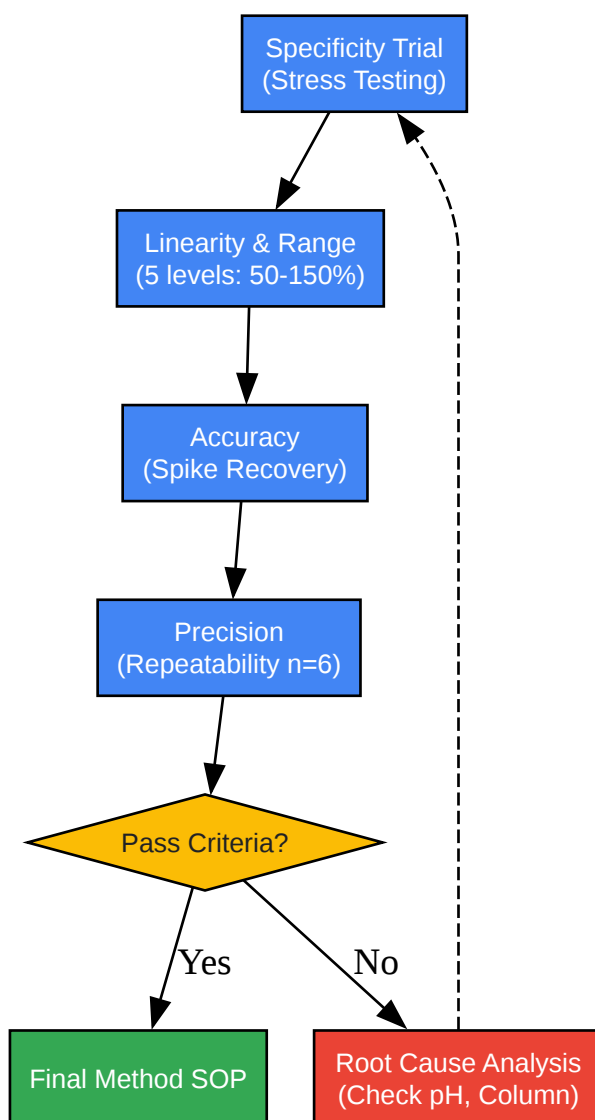 Specificity Trial
(Stress Testing)
Linearity & Range
(5 levels: 50-150%)
Accuracy
(Spike Recovery)
Precision
(Repeatability n=6)
Pass Criteria?
Yes
No
Final Method SOP
Root Cause Analysis
(Check pH, Column)